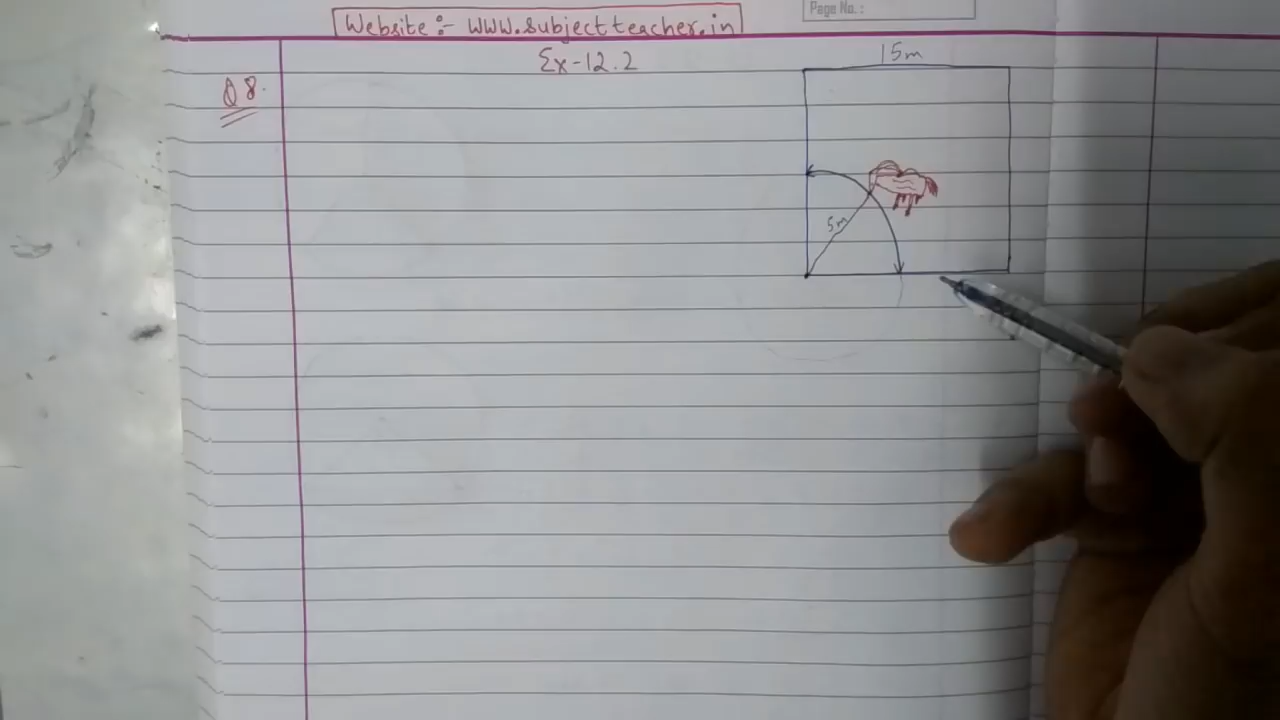 Page No.:
Website :- www.subjectteacher.in
Ex-12.2
15m
Q8.
5m